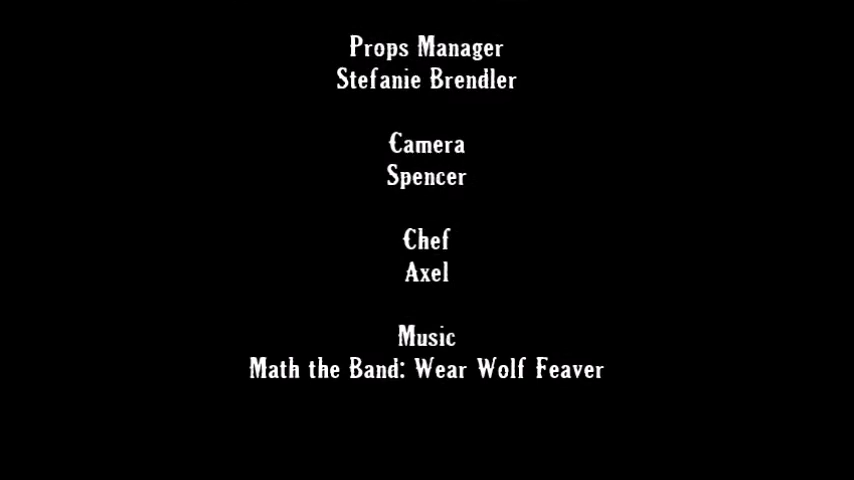 Props Manager
Stefanie Brendler
Camera
Spencer
Chef
Axel
Music
Math the Band: Wear Wolf Feaver